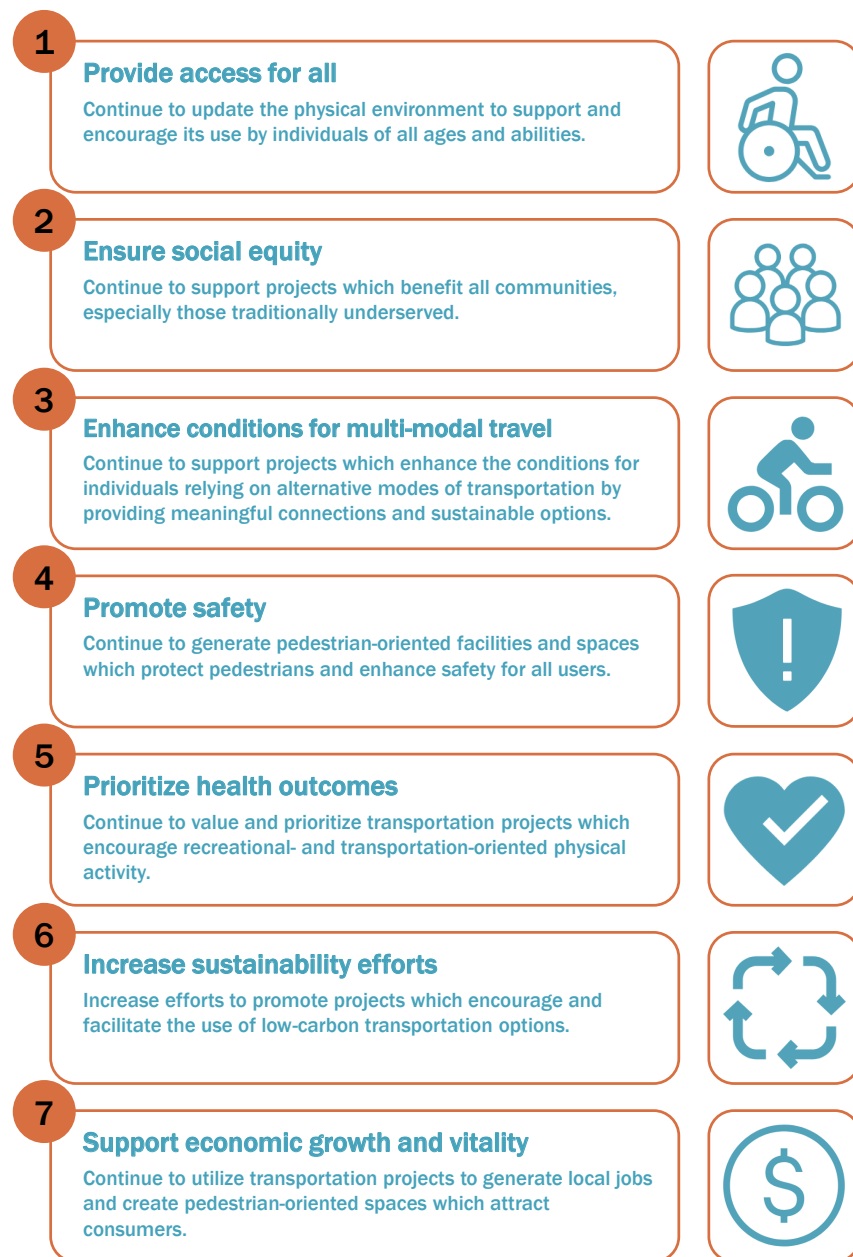 1
Provide access for all
Continue to update the physical environment to support and
encourage its use by individuals of all ages and abilities.
2
Ensure social equity
Continue to support projects which benefit all communities,
especially those traditionally underserved.
3
Enhance conditions for multi-modal travel
Continue to support projects which enhance the conditions for
individuals relying on alternative modes of transportation by
providing meaningful connections and sustainable options.
4
Promote safety
Continue to generate pedestrian-oriented facilities and spaces
which protect pedestrians and enhance safety for all users.
!
5
Prioritize health outcomes
Continue to value and prioritize transportation projects which
encourage recreational- and transportation-oriented physical
activity.
6
Increase sustainability efforts
Increase efforts to promote projects which encourage and
facilitate the use of low-carbon transportation options.
7
Support economic growth and vitality
Continue to utilize transportation projects to generate local jobs
and create pedestrian-oriented spaces which attract
consumers.
$